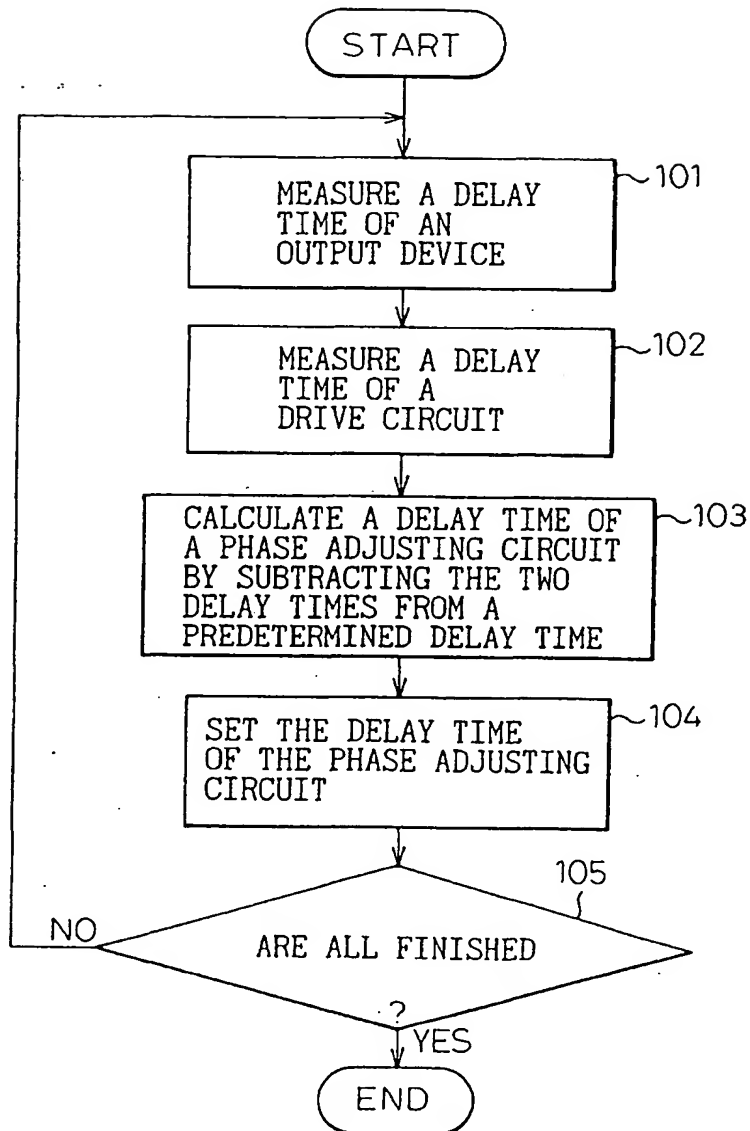 START
101
MEASURE A DELAY
TIME OF AN
OUTPUT DEVICE
102
MEASURE A DELAY
TIME OF A
DRIVE CIRCUIT
103
CALCULATE A DELAY TIME OF
A PHASE ADJUSTING CIRCUIT
BY SUBTRACTING THE TWO
DELAY TIMES FROM A
PREDETERMINED DELAY TIME
104
SET THE DELAY TIME
OF THE PHASE ADJUSTING
CIRCUIT
105
NO
ARE ALL FINISHED
?
YES
END